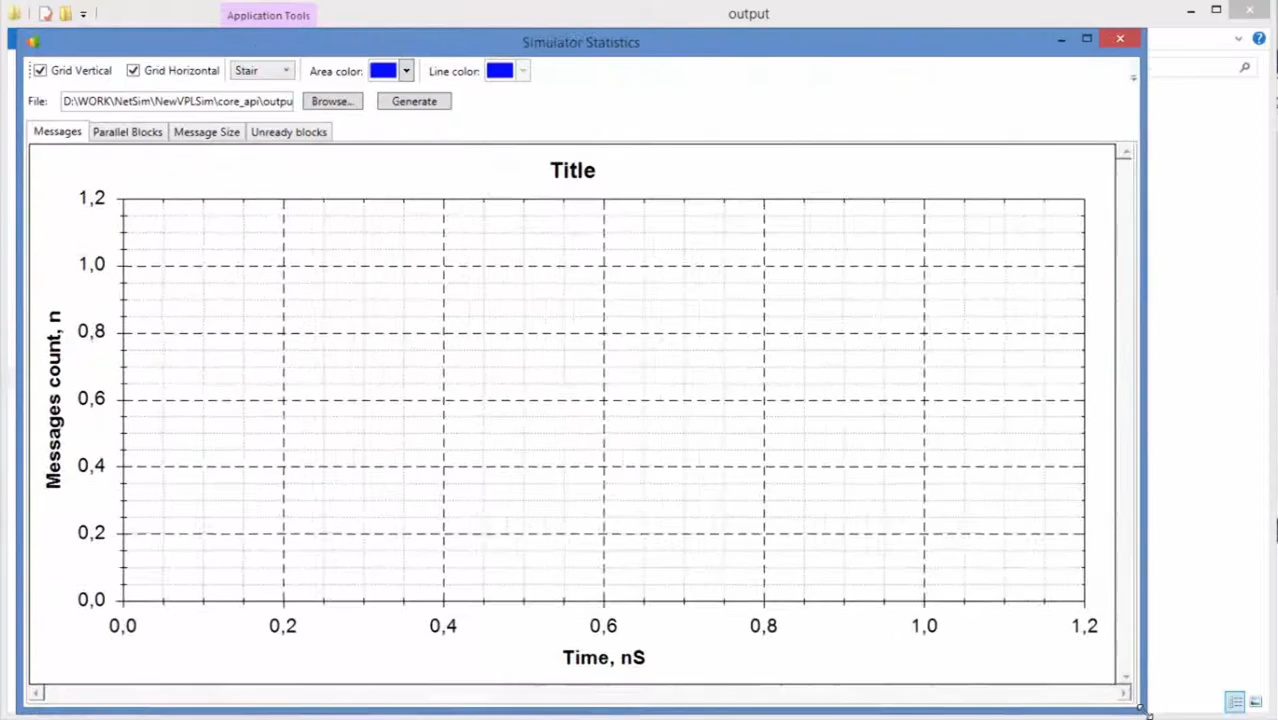 Application Tools
output
Simulator Statistics
Grid Vertical
Grid Horizontal
Stair
Area color:
Line color:
File:
D:\WORK\NetSim\NewVPLSim\core_api\outpu
Browse...
Generate
Messages
Parallel Blocks
Message Size
Unready blocks
Title
1,2
1,0
0,8
0,6
0,4
0,2
0,0
Messages count, n
0,0
0,2
0,4
0,6
0,8
1,0
1,2
Time, nS